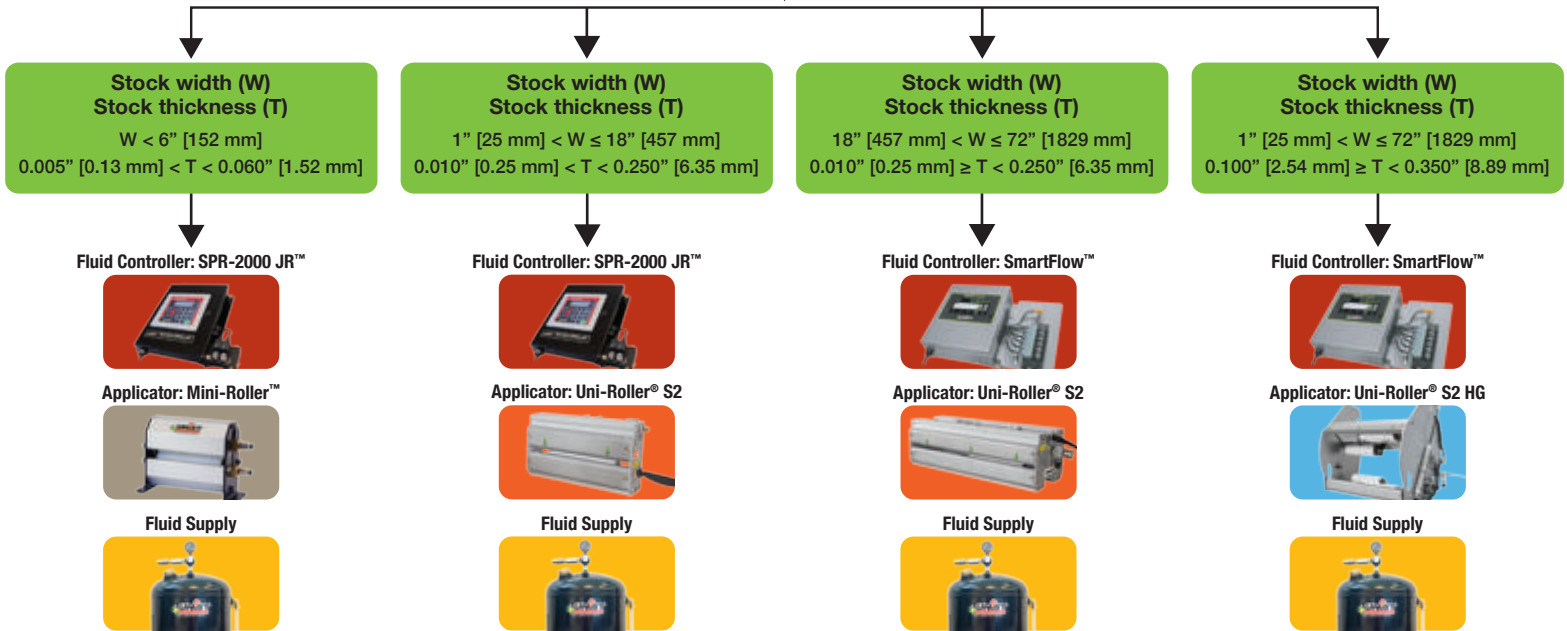 Stock width (W)
Stock thickness (T)
W < 6” [152 mm]
0.005” [0.13 mm] < T < 0.060” [1.52 mm]
Fluid Controller: SPR-2000 JR™
Applicator: Mini-Roller™
Fluid Supply
Stock width (W)
Stock thickness (T)
1” [25 mm] < W ≤ 18” [457 mm]
0.010” [0.25 mm] < T < 0.250” [6.35 mm]
Fluid Controller: SPR-2000 JR™
Applicator: Uni-Roller® S2
Fluid Supply
Stock width (W)
Stock thickness (T)
18” [457 mm] < W ≤ 72” [1829 mm]
0.010” [0.25 mm] ≥ T < 0.250” [6.35 mm]
Fluid Controller: SmartFlow™
Applicator: Uni-Roller® S2
Fluid Supply
Stock width (W)
Stock thickness (T)
1” [25 mm] < W ≤ 72” [1829 mm]
0.100” [2.54 mm] ≥ T < 0.350” [8.89 mm]
Fluid Controller: SmartFlow™
Applicator: Uni-Roller® S2 HG
Fluid Supply